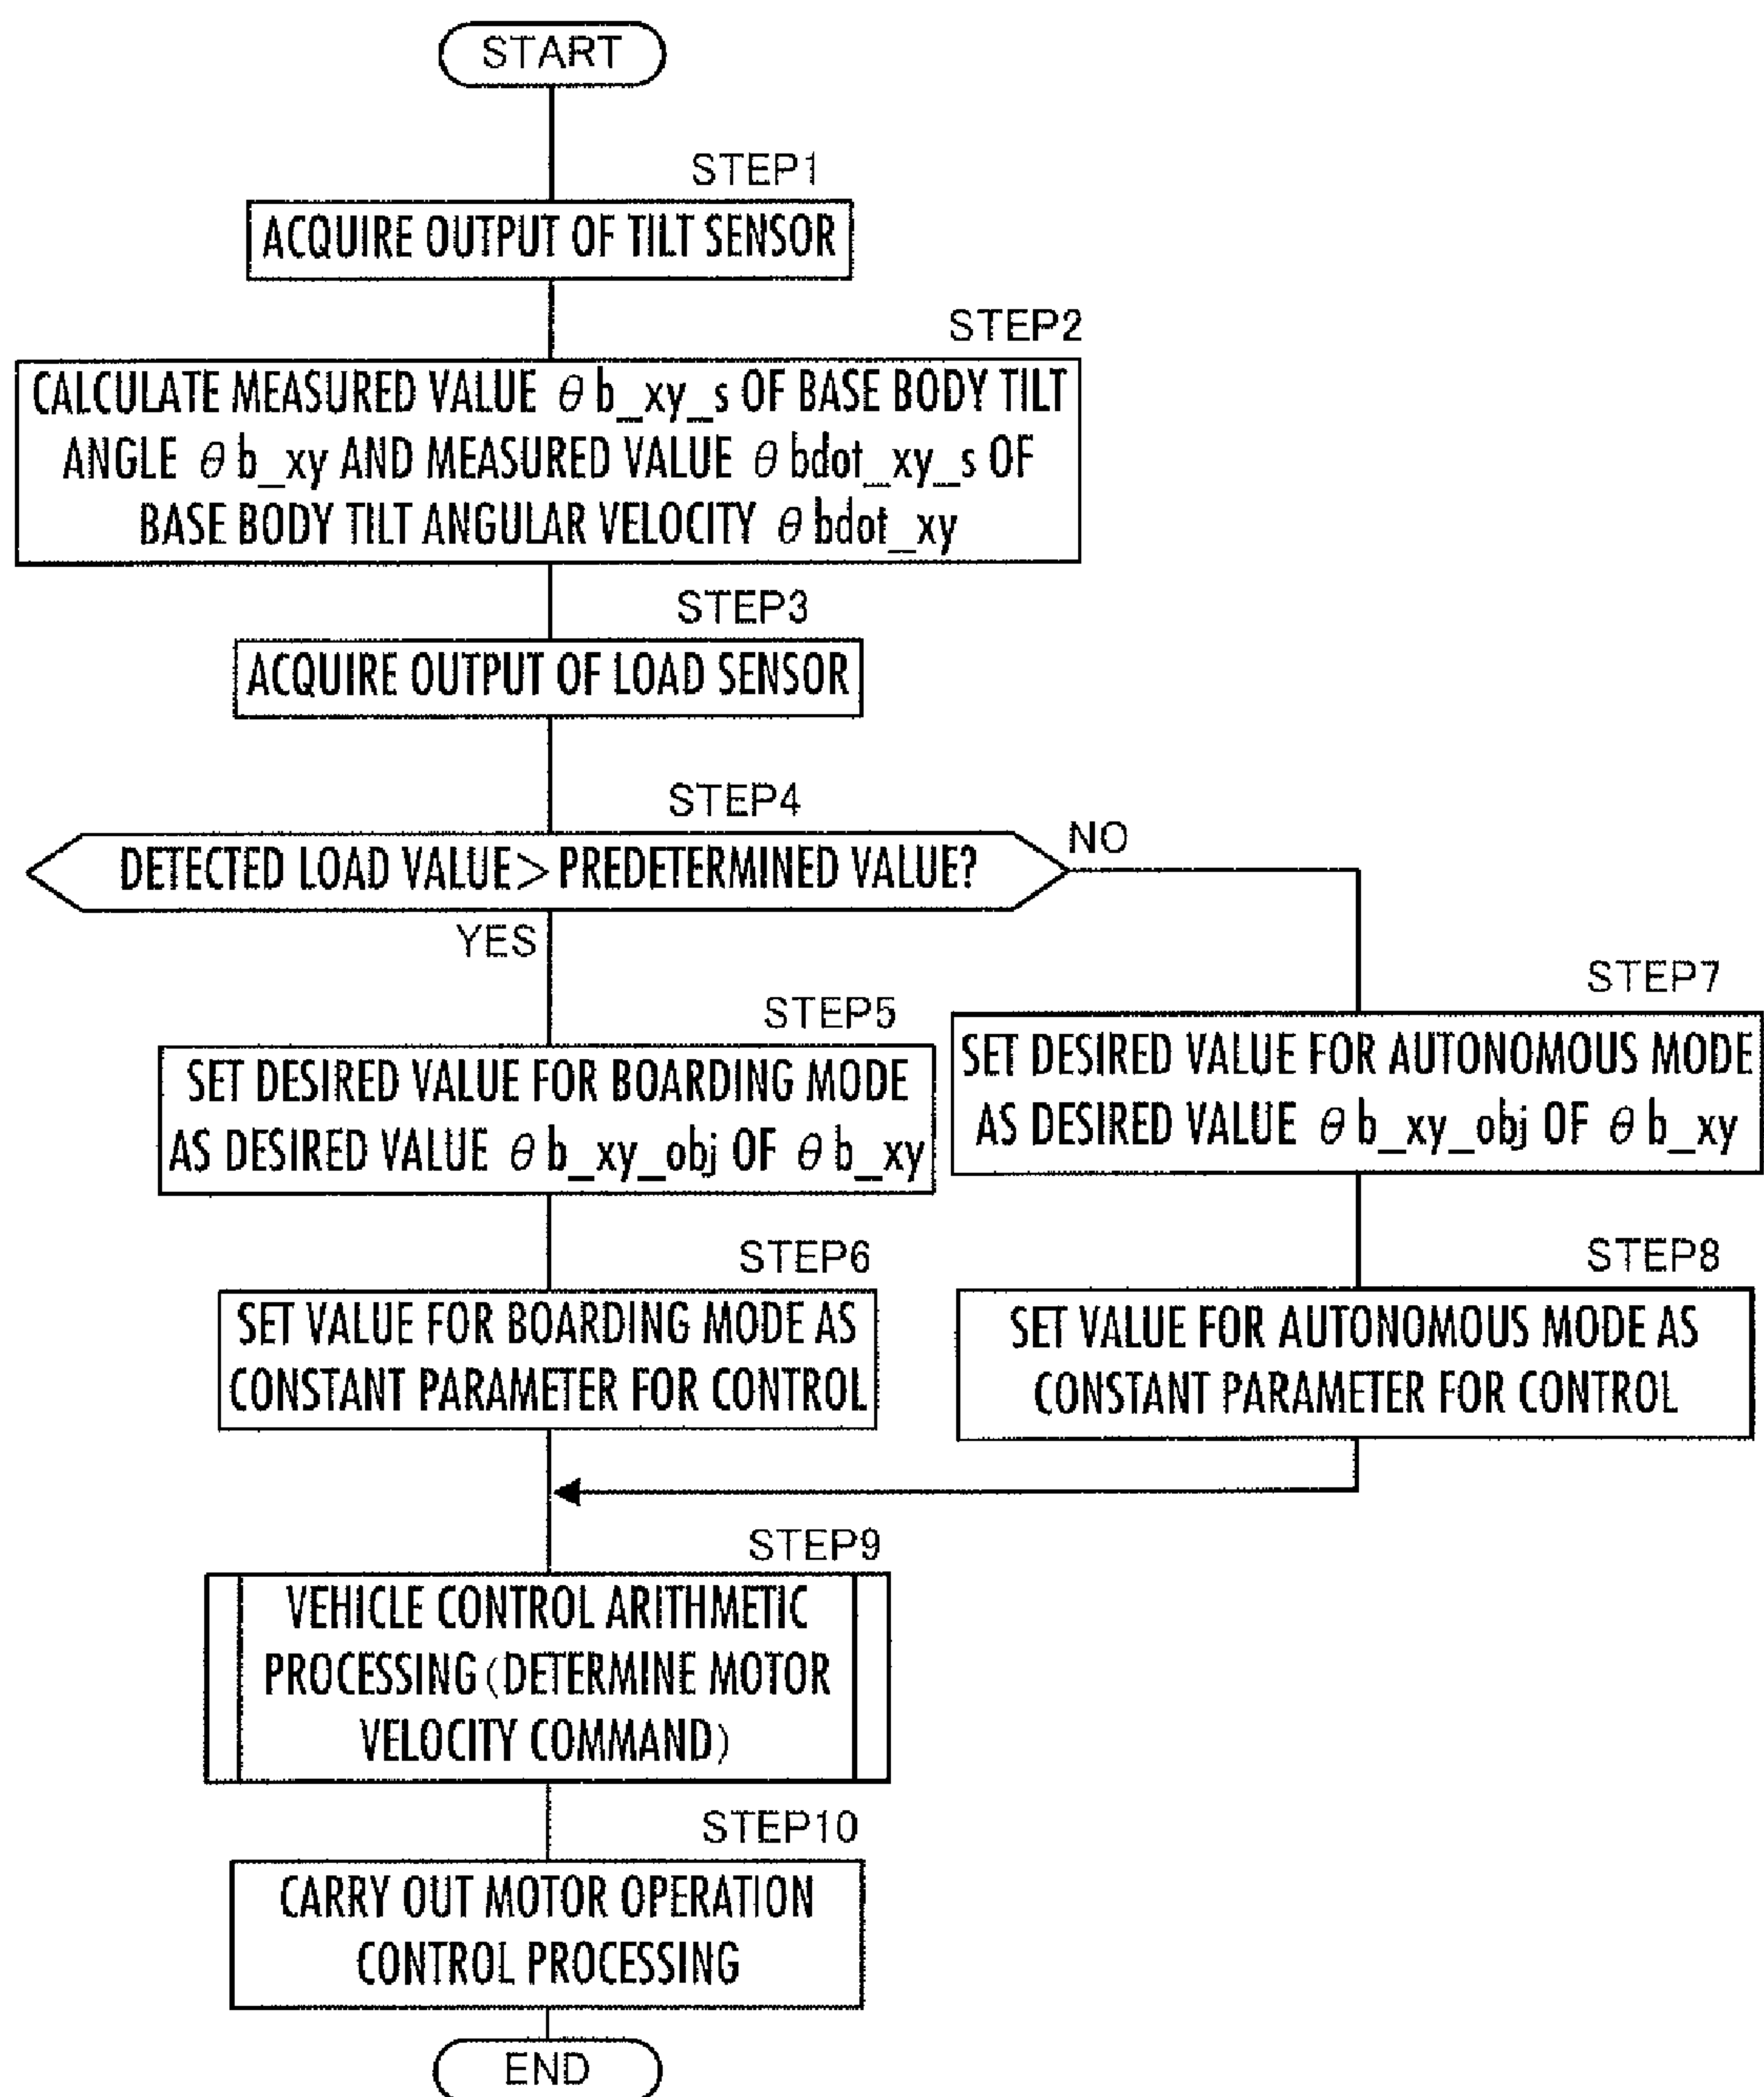 START
STEP1
ACQUIRE OUTPUT OF TILT SENSOR
STEP2
CALCULATE MEASURED VALUE θb_xy_s OF BASE BODY TILT
ANGLE θb_xy AND MEASURED VALUE θbdot_xy_s OF
BASE BODY TILT ANGULAR VELOCITY θbdot_xy
STEP3
ACQUIRE OUTPUT OF LOAD SENSOR
STEP4
DETECTED LOAD VALUE>PREDETERMINED VALUE?
NO
YES
STEP5
SET DESIRED VALUE FOR BOARDING MODE
AS DESIRED VALUE θb_xy_obj OF θb_xy
STEP6
SET VALUE FOR BOARDING MODE AS
CONSTANT PARAMETER FOR CONTROL
STEP7
SET DESIRED VALUE FOR AUTONOMOUS MODE
AS DESIRED VALUE θb_xy_obj OF θb_xy
STEP8
SET VALUE FOR AUTONOMOUS MODE AS
CONSTANT PARAMETER FOR CONTROL
STEP9
VEHICLE CONTROL ARITHMETIC
PROCESSING(DETERMINE MOTOR
VELOCITY COMMAND)
STEP10
CARRY OUT MOTOR OPERATION
CONTROL PROCESSING
END